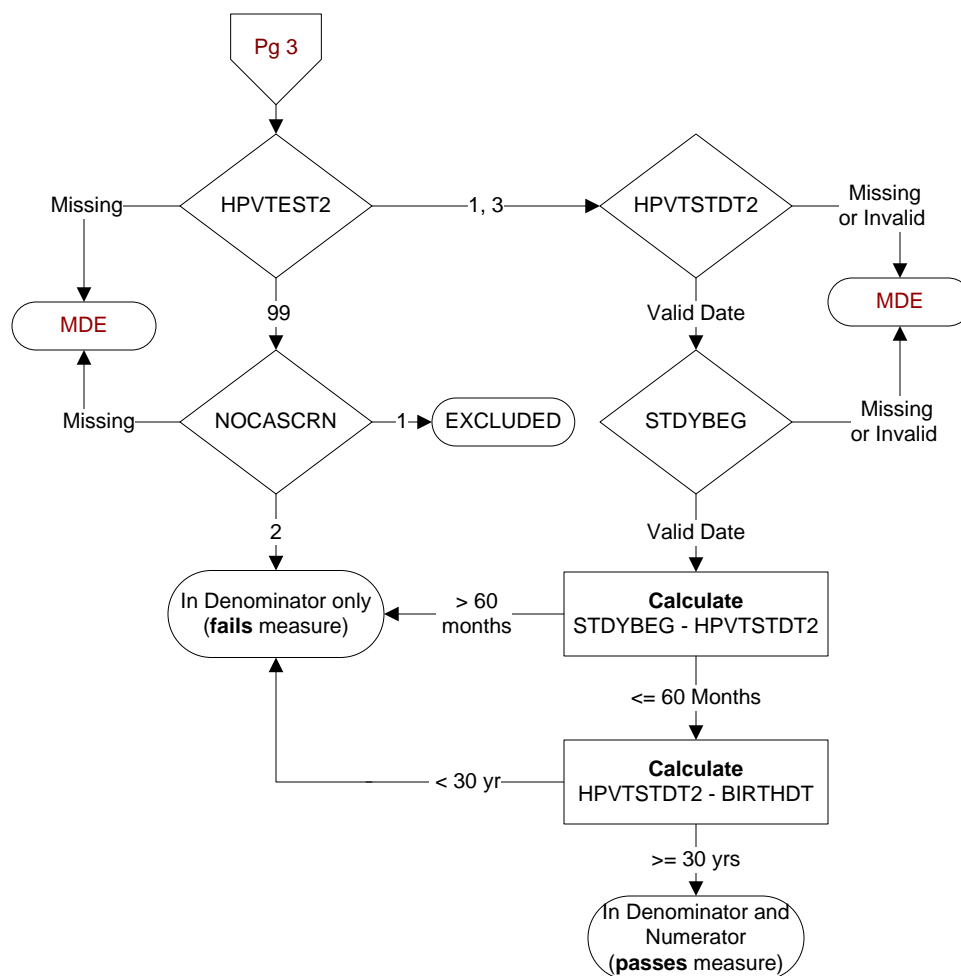 Pg 3
Missing
HPVTEST2
1, 3
HPVTSTDT2
Missing
or Invalid
MDE
99
Valid Date
MDE
Missing
NOCASCRN
1
EXCLUDED
STDYBEG
Missing
or Invalid
2
Valid Date
In Denominator only
(fails measure)
> 60
months
Calculate
STDYBEG - HPVTSTDT2
<= 60 Months
< 30 yr
Calculate
HPVTSTDT2 - BIRTHDT
>= 30 yrs
In Denominator and
Numerator
(passes measure)